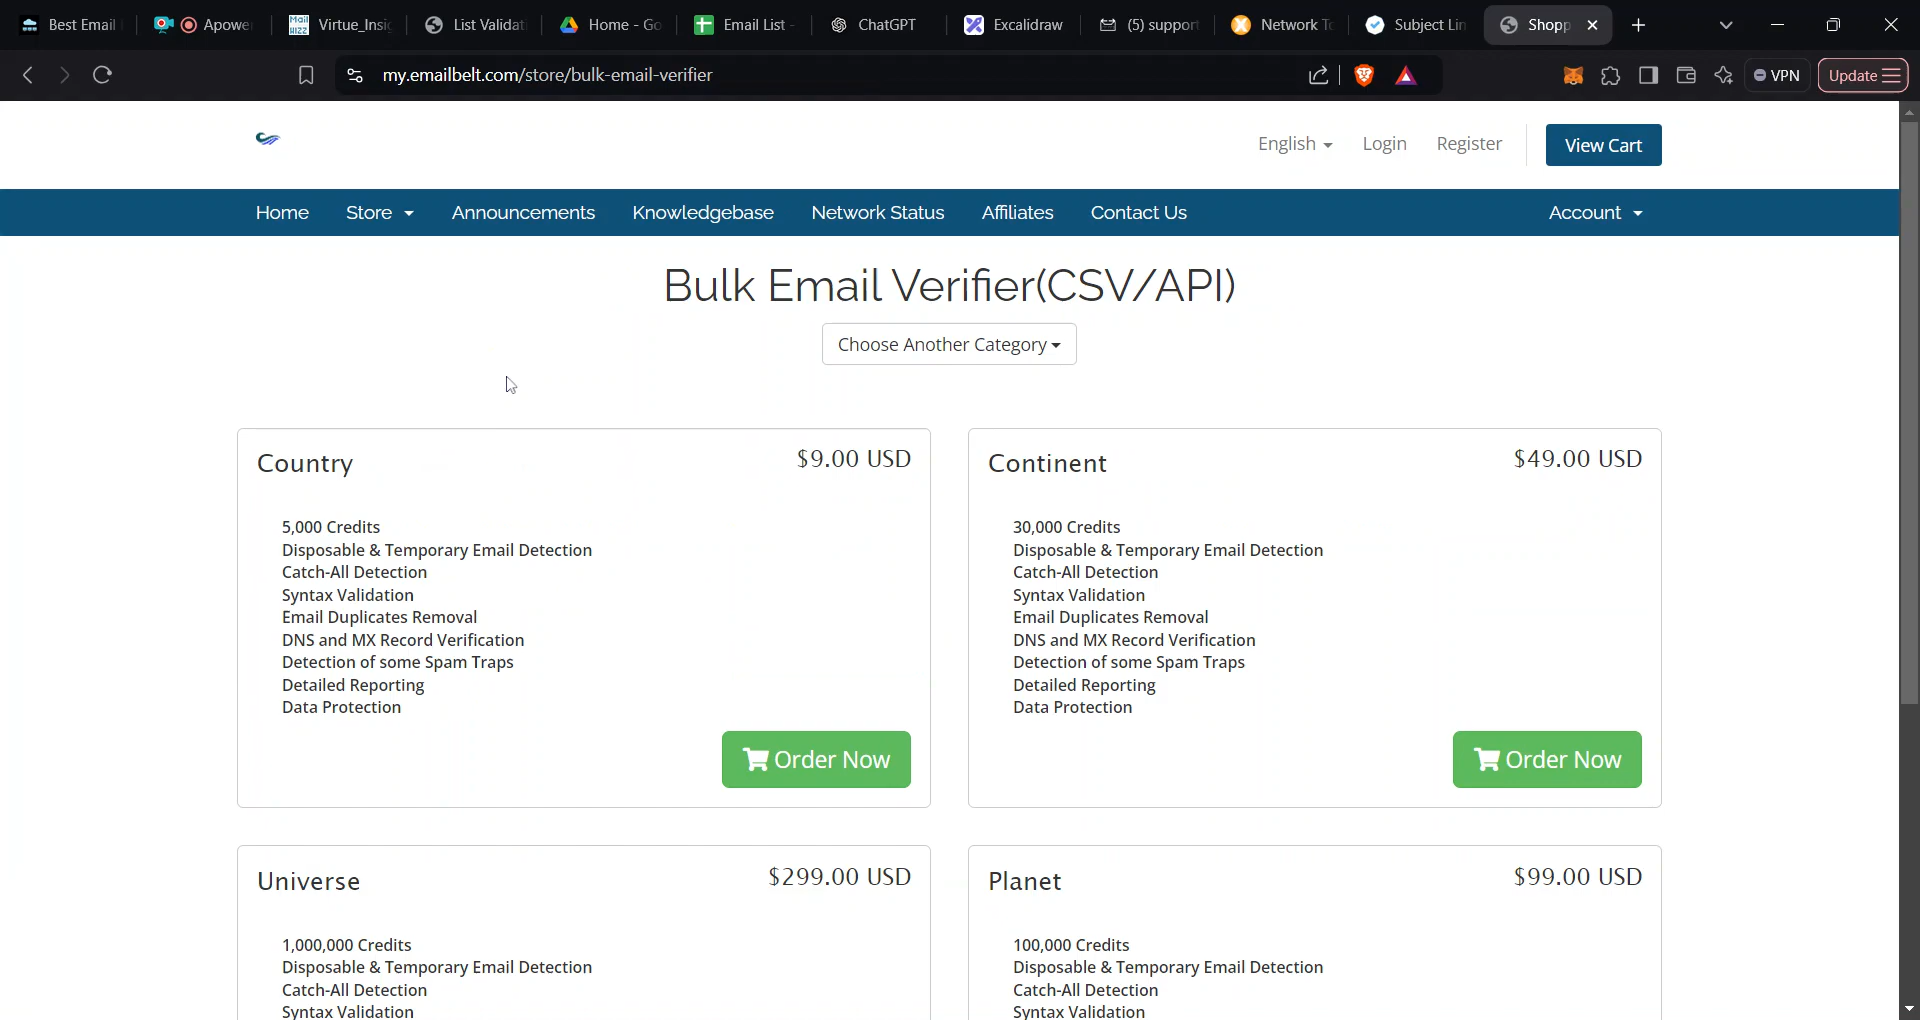 Best Email
Apower
Virtue_Insig
List Validat
Home - Go
Email List -
ChatGPT
Excalidraw
(5) support
Network To
Subject Lin
Shopp
my.emailbelt.com/store/bulk-email-verifier
VPN
Update
English
Login
Register
View Cart
Home
Store
Announcements
Knowledgebase
Network Status
Affiliates
Contact Us
Account
Bulk Email Verifier(CSV/API)
Choose Another Category
Country
$9.00 USD
5,000 Credits
Disposable & Temporary Email Detection
Catch-All Detection
Syntax Validation
Email Duplicates Removal
DNS and MX Record Verification
Detection of some Spam Traps
Detailed Reporting
Data Protection
Order Now
Continent
$49.00 USD
30,000 Credits
Disposable & Temporary Email Detection
Catch-All Detection
Syntax Validation
Email Duplicates Removal
DNS and MX Record Verification
Detection of some Spam Traps
Detailed Reporting
Data Protection
Order Now
Universe
$299.00 USD
1,000,000 Credits
Disposable & Temporary Email Detection
Catch-All Detection
Syntax Validation
Planet
$99.00 USD
100,000 Credits
Disposable & Temporary Email Detection
Catch-All Detection
Syntax Validation